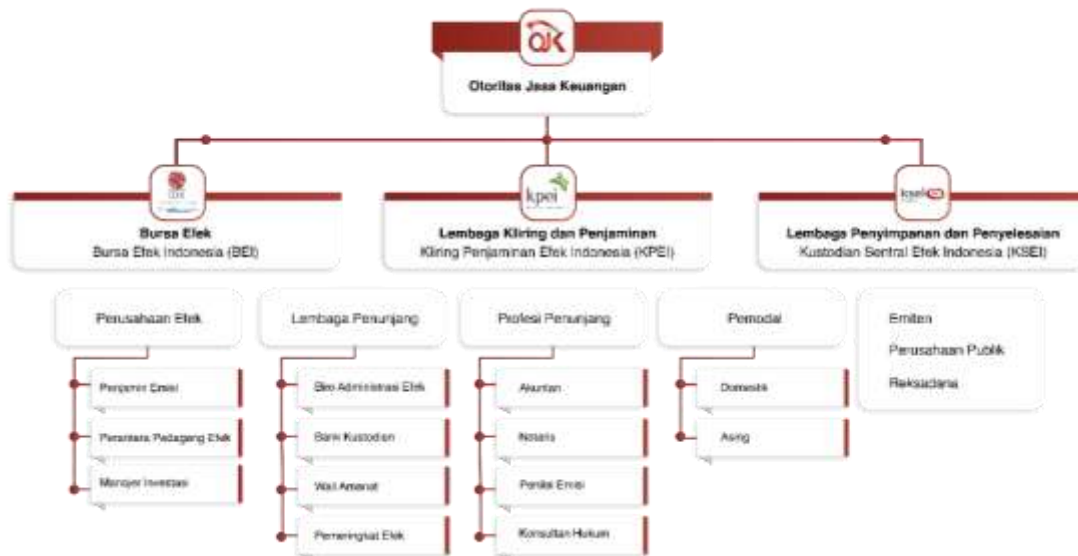 OJK
Otoritas Jasa Keuangan
IDX
kpei
ksei
Bursa Efek
Bursa Efek Indonesia (BEI)
Lembaga Kliring dan Penjaminan
Kliring Penjaminan Efek Indonesia (KPEI)
Lembaga Penyimpanan dan Penyelesaian
Kustodian Sentral Efek Indonesia (KSEI)
Perusahaan Efek
Penjamin Emisi
Perantara Pedagang Efek
Manajer Investasi
Lembaga Penunjang
Biro Administrasi Efek
Bank Kustodian
Wali Amanat
Pemeringkat Efek
Profesi Penunjang
Akuntan
Notaris
Penilai Emisi
Konsultan Hukum
Pemodal
Domestik
Asing
Emiten
Perusahaan Publik
Reksadana